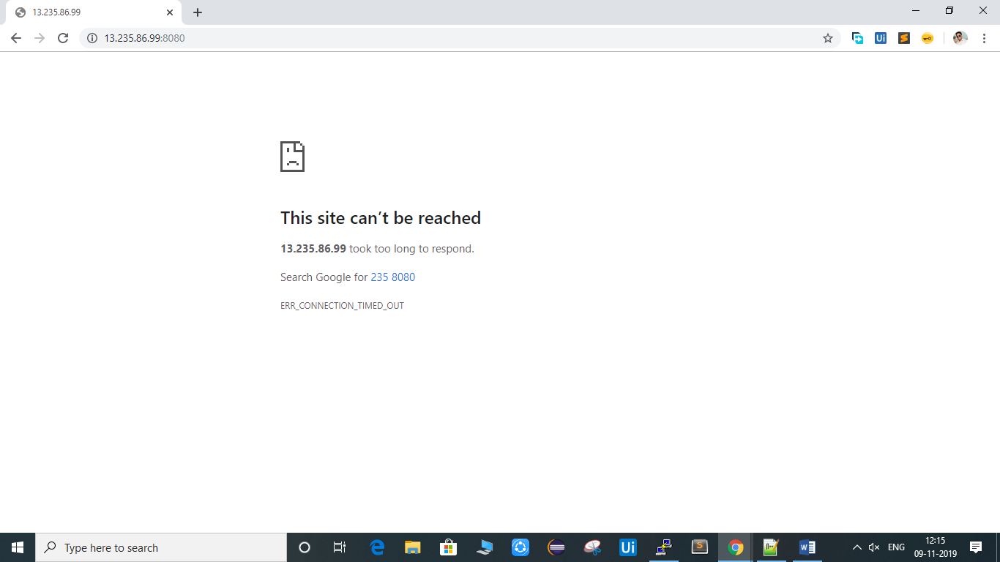 13.235.86.99
13.235.86.99:8080
Ui
This site can’t be reached
13.235.86.99 took too long to respond.
Search Google for 235 8080
ERR_CONNECTION_TIMED_OUT
Type here to search
Ui
S
W
ENG
12:15
09-11-2019